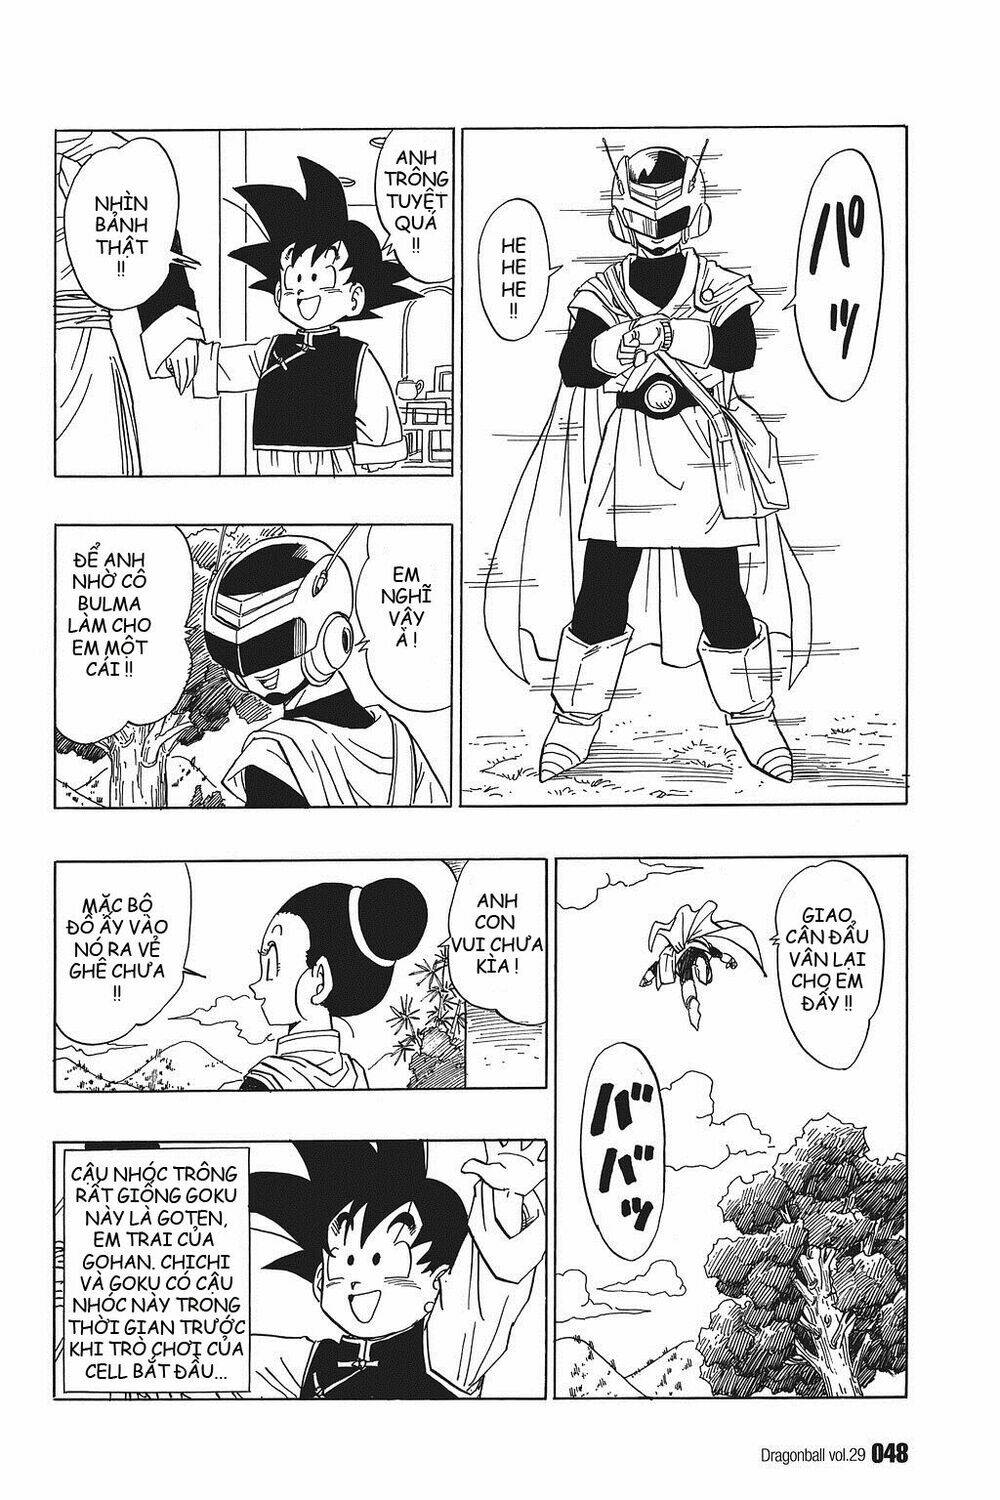 パッ
HE
HE
HE
!!
ANH
TRÔNG
TUYỆT
QUÁ
!!
NHÌN
BẢNH
THẬT
!!
EM
NGHĨ
VẬY
À !
ĐỂ ANH
NHỜ CÔ
BULMA
LÀM CHO
EM MỘT
CÁI !!
GIAO
CÂN ĐẨU
VÂN LẠI
CHO EM
ĐẤY !!
ババッ
ANH
CON
VUI CHƯA
KÌA !
MẶC BỘ
ĐỒ ẤY VÀO
NÓ RA VẺ
GHÊ CHƯA
!!
CẬU NHÓC TRÔNG
RẤT GIỐNG GOKU
NÀY LÀ GOTEN,
EM TRAI CỦA
GOHAN. CHICHI
VÀ GOKU CÓ CẬU
NHÓC NÀY TRONG
THỜI GIAN TRƯỚC
KHI TRÒ CHƠI CỦA
CELL BẮT ĐẦU...
Dragonball vol.29 048